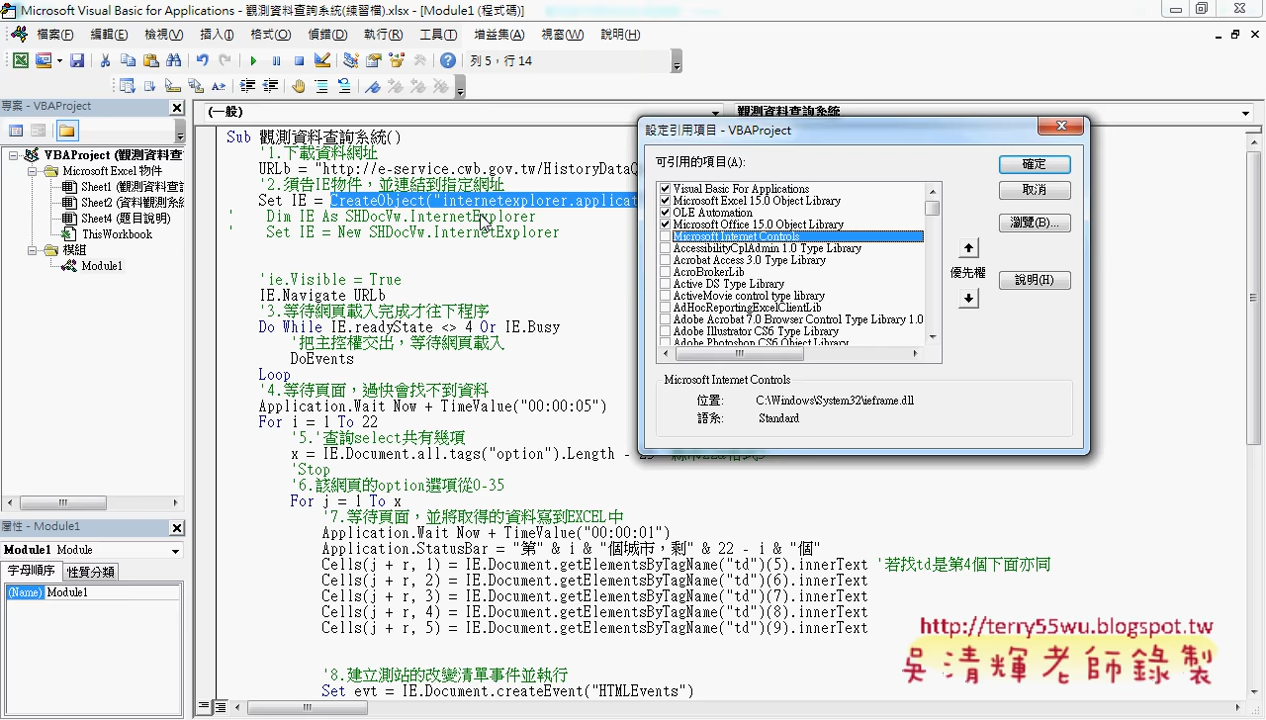 Microsoft Visual Basic for Applications - 觀測資料查詢系統(練習檔).xlsx - [Module1 (程式碼)]
檔案(F) 編輯(E) 檢視(V) 插入(I) 格式(O) 偵錯(D) 執行(R) 工具(T) 增益集(A) 視窗(W) 說明(H)
列 5，行 14
專案 - VBAProject
VBAProject (觀測資料查
Microsoft Excel 物件
Sheet1 (觀測資料查詢
Sheet2 (資料觀測系
Sheet4 (題目說明)
ThisWorkbook
模組
Module1
屬性 - Module1
Module1 Module
字母順序 性質分類
(Name) Module1
(一般) 觀測資料查詢系統
Sub 觀測資料查詢系統()
'1.下載資料網址
URLb = "http://e-service.cwb.gov.tw/HistoryDataQ
'2.須告IE物件，並連結到指定網址
Set IE = CreateObject("internetexplorer.applicat
' Dim IE As SHDocVw.InternetExplorer
' Set IE = New SHDocVw.InternetExplorer
'ie.Visible = True
IE.Navigate URLb
'3.等待網頁載入完成才往下程序
Do While IE.readyState <> 4 Or IE.Busy
'把主控權交出，等待網頁載入
DoEvents
Loop
'4.等待頁面，過快會找不到資料
Application.Wait Now + TimeValue("00:00:05")
For i = 1 To 22
'5.'查詢select共有幾項
x = IE.Document.all.tags("option").Length -
'Stop
'6.該網頁的option選項從0-35
For j = 1 To x
'7.等待頁面，並將取得的資料寫到EXCEL中
Application.Wait Now + TimeValue("00:00:01")
Application.StatusBar = "第" & i & "個城市，剩" & 22 - i & "個"
Cells(j + r, 1) = IE.Document.getElementsByTagName("td")(5).innerText '若找td是第4個下面亦同
Cells(j + r, 2) = IE.Document.getElementsByTagName("td")(6).innerText
Cells(j + r, 3) = IE.Document.getElementsByTagName("td")(7).innerText
Cells(j + r, 4) = IE.Document.getElementsByTagName("td")(8).innerText
Cells(j + r, 5) = IE.Document.getElementsByTagName("td")(9).innerText
'8.建立測站的改變清單事件並執行
Set evt = IE.Document.createEvent("HTMLEvents")
設定引用項目 - VBAProject
可引用的項目(A):
Visual Basic For Applications
Microsoft Excel 15.0 Object Library
OLE Automation
Microsoft Office 15.0 Object Library
Microsoft Internet Controls
AccessibilityCplAdmin 1.0 Type Library
Acrobat Access 3.0 Type Library
AcroBrokerLib
Active DS Type Library
ActiveMovie control type library
AdHocReportingExcelClientLib
Adobe Acrobat 7.0 Browser Control Type Library 1.0
Adobe Illustrator CS6 Type Library
Adobe Photoshop CS6 Object Library
確定
取消
瀏覽(B)...
優先權
說明(H)
Microsoft Internet Controls
位置: C:\Windows\System32\ieframe.dll
語系: Standard
http://terry55wu.blogspot.tw
吳清輝老師錄製